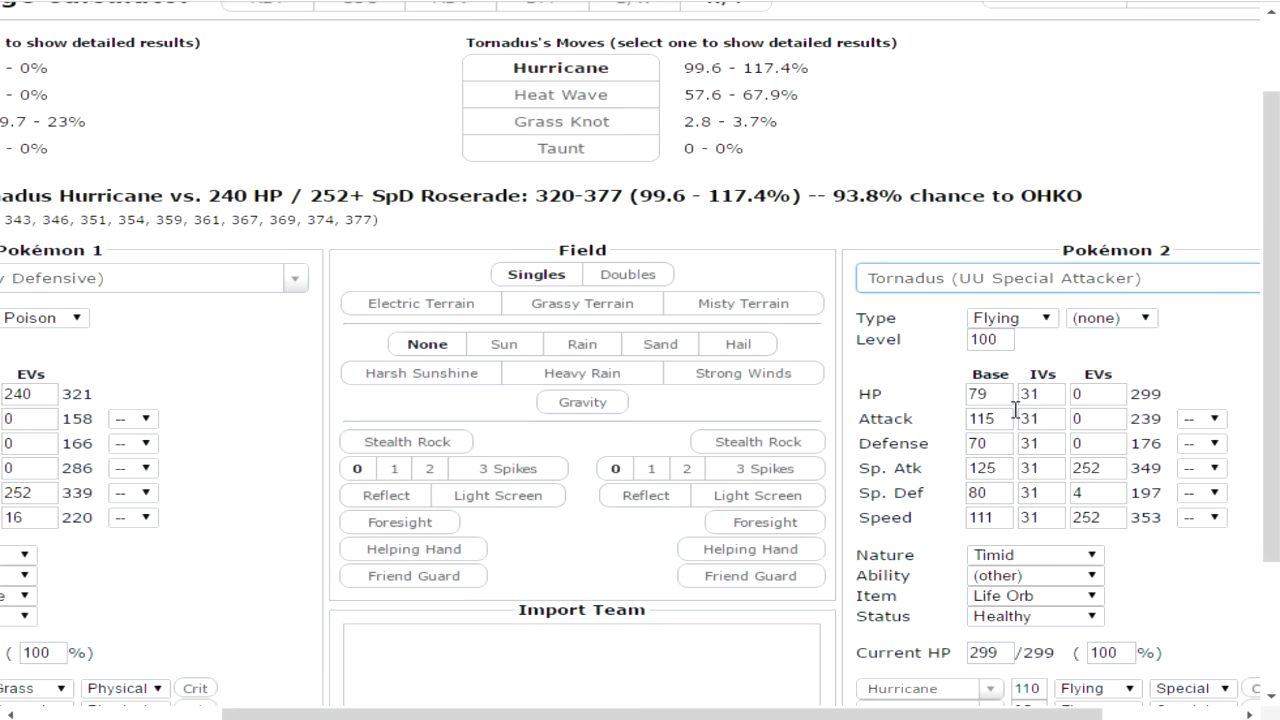 to show detailed results)
- 0%
- 0%
9.7 - 23%
- 0%
Tornadus's Moves (select one to show detailed results)
Hurricane 99.6 - 117.4%
Heat Wave 57.6 - 67.9%
Grass Knot 2.8 - 3.7%
Taunt 0 - 0%
adus Hurricane vs. 240 HP / 252+ SpD Roserade: 320-377 (99.6 - 117.4%) -- 93.8% chance to OHKO
343, 346, 351, 354, 359, 361, 367, 369, 374, 377)
Pokémon 1
Defensive)
Poison
EVs
240 321
0 158 --
0 166 --
0 286 --
252 339 --
16 220 --
( 100 %)
Grass Physical Crit
Field
Singles Doubles
Electric Terrain Grassy Terrain Misty Terrain
None Sun Rain Sand Hail
Harsh Sunshine Heavy Rain Strong Winds
Gravity
Stealth Rock Stealth Rock
0 1 2 3 Spikes 0 1 2 3 Spikes
Reflect Light Screen Reflect Light Screen
Foresight Foresight
Helping Hand Helping Hand
Friend Guard Friend Guard
Import Team
Pokémon 2
Tornadus (UU Special Attacker)
Type Flying (none)
Level 100
Base IVs EVs
HP 79 31 0 299
Attack 115 31 0 239 --
Defense 70 31 0 176 --
Sp. Atk 125 31 252 349 --
Sp. Def 80 31 4 197 --
Speed 111 31 252 353 --
Nature Timid
Ability (other)
Item Life Orb
Status Healthy
Current HP 299 /299 ( 100 %)
Hurricane 110 Flying Special